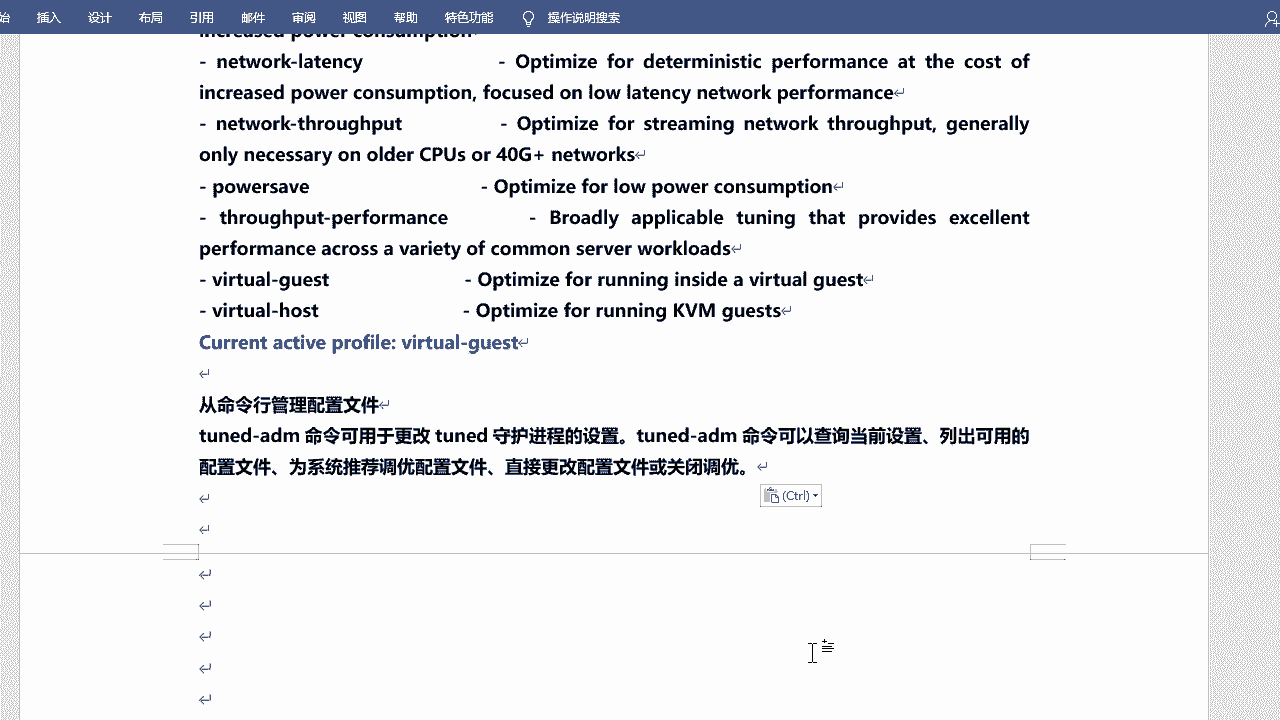 始 插入 设计 布局 引用 邮件 审阅 视图 帮助 特色功能 操作说明搜索
increased power consumption
- network-latency - Optimize for deterministic performance at the cost of
increased power consumption, focused on low latency network performance
- network-throughput - Optimize for streaming network throughput, generally
only necessary on older CPUs or 40G+ networks
- powersave - Optimize for low power consumption
- throughput-performance - Broadly applicable tuning that provides excellent
performance across a variety of common server workloads
- virtual-guest - Optimize for running inside a virtual guest
- virtual-host - Optimize for running KVM guests
Current active profile: virtual-guest
从命令行管理配置文件
tuned-adm 命令可用于更改 tuned 守护进程的设置。tuned-adm 命令可以查询当前设置、列出可用的
配置文件、为系统推荐调优配置文件、直接更改配置文件或关闭调优。
(Ctrl)